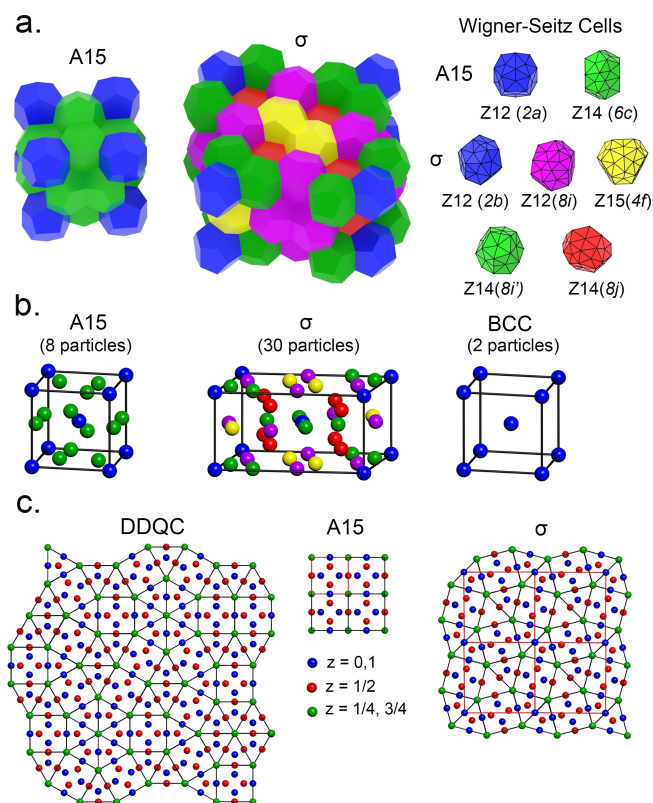 a.
A15
σ
Wigner-Seitz Cells
A15
Z12 (2a)
Z14 (6c)
σ
Z12 (2b)
Z12(8i)
Z15(4f)
Z14(8i')
Z14(8j)
b.
A15
(8 particles)
σ
(30 particles)
BCC
(2 particles)
c.
DDQC
A15
σ
z = 0,1
z = 1/2
z = 1/4, 3/4